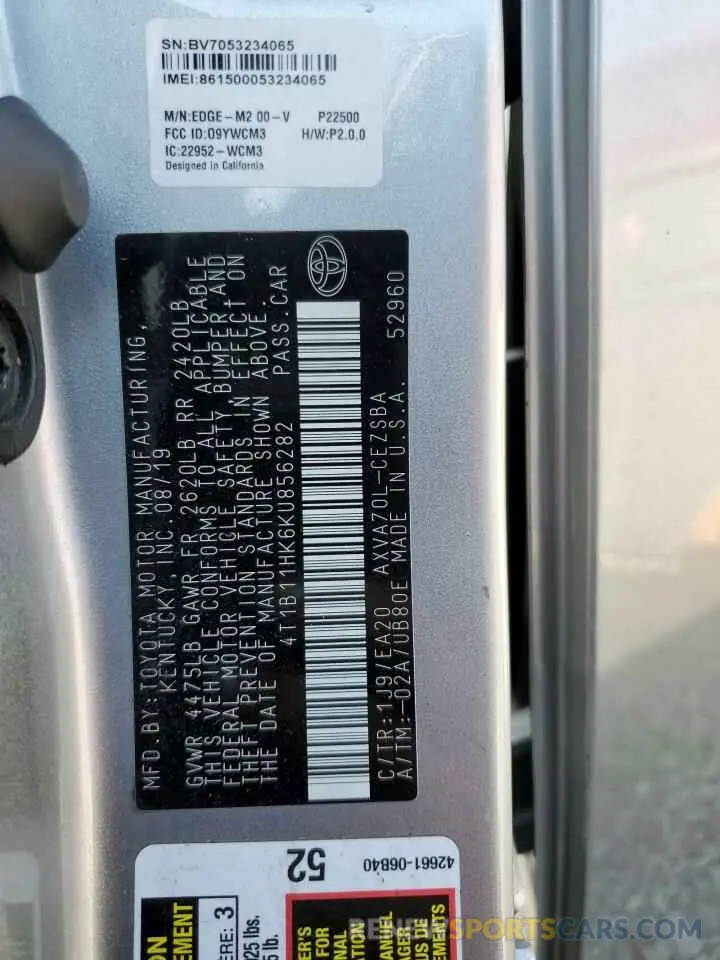 SN:BV7053234065
IMEI:861500053234065
M/N:EDGE-M2 00-V P22500
FCC ID:O9YWCM3 H/W:P2.0.0
IC:22952-WCM3
Designed in California
MFD.BY:TOYOTA MOTOR MANUFACTURING,
KENTUCKY, INC. 08/19
GVWR 4475LB GAWR FR 2620LB RR 2420LB
THIS VEHICLE CONFORMS TO ALL APPLICABLE
FEDERAL MOTOR VEHICLE SAFETY, BUMPER, AND
THEFT PREVENTION STANDARDS IN EFFECT ON
THE DATE OF MANUFACTURE SHOWN ABOVE.
4T1B11HK6KU856282 PASS.CAR
C/TR:1J9/EA20 AXVA70L-CEZSBA
A/TM:-02A/UB80E MADE IN U.S.A. 52960
52
42661-06B40
ERE: 3
RENEWSPORTSCARS.COM